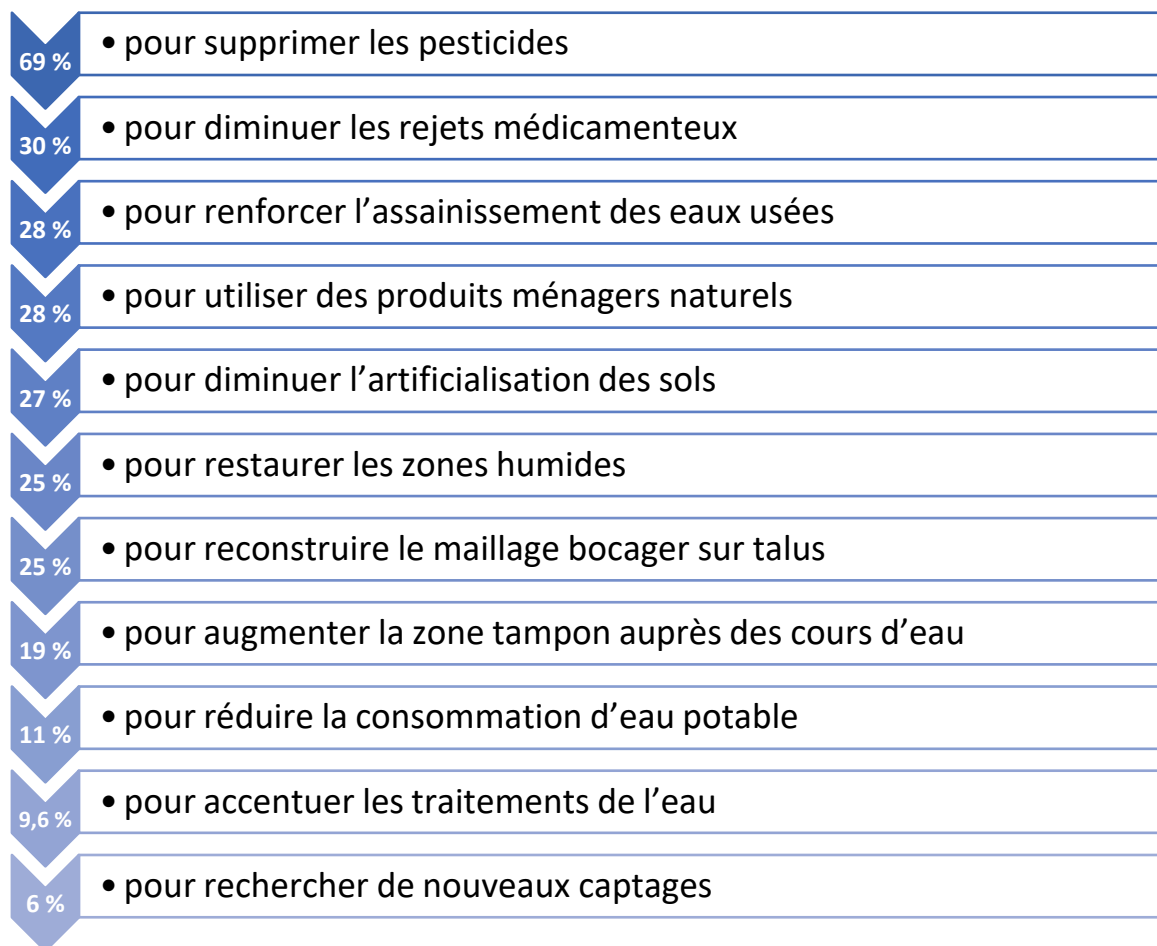 69 % • pour supprimer les pesticides
30 % • pour diminuer les rejets médicamenteux
28 % • pour renforcer l’assainissement des eaux usées
28 % • pour utiliser des produits ménagers naturels
27 % • pour diminuer l’artificialisation des sols
25 % • pour restaurer les zones humides
25 % • pour reconstruire le maillage bocager sur talus
19 % • pour augmenter la zone tampon auprès des cours d’eau
11 % • pour réduire la consommation d’eau potable
9,6 % • pour accentuer les traitements de l’eau
6 % • pour rechercher de nouveaux captages